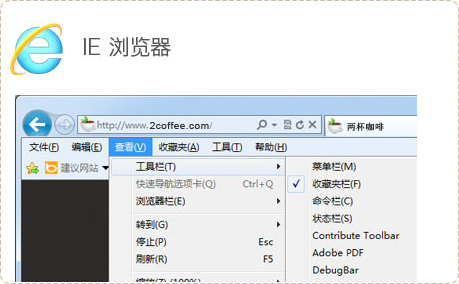 IE 浏览器
http://www.2coffee.com/
两杯咖啡
文件(F) 编辑(E) 查看(V) 收藏夹(A) 工具(T) 帮助(H)
建议网站
工具栏(T)
快速导航选项卡(Q) Ctrl+Q
浏览器栏(E)
转到(G)
停止(P) Esc
刷新(R) F5
缩放(Z) (100%)
菜单栏(M)
收藏夹栏(F)
命令栏(C)
状态栏(S)
Contribute Toolbar
Adobe PDF
DebugBar